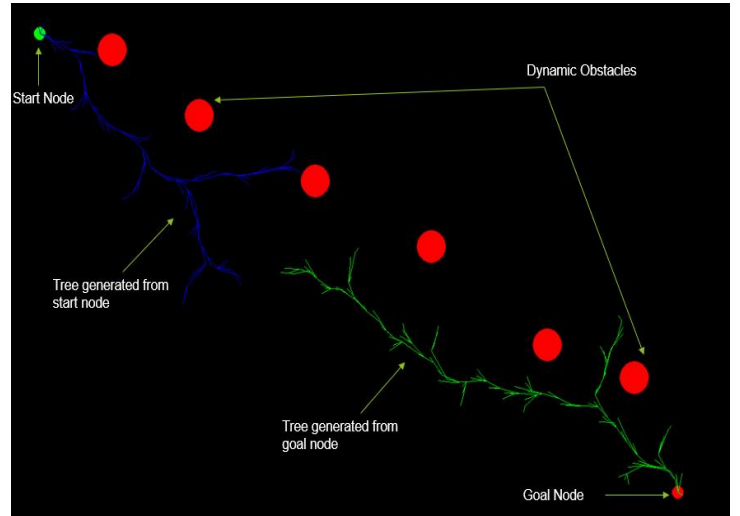 Dynamic Obstacles
Start Node
Tree generated from
start node
Tree generated from
goal node
Goal Node